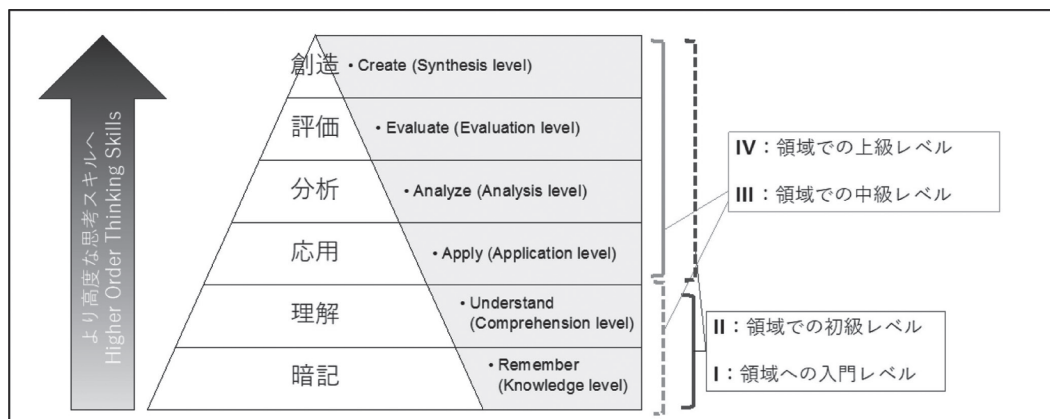 より高度な思考スキルへ
Higher Order Thinking Skills
創造
• Create (Synthesis level)
評価
• Evaluate (Evaluation level)
分析
• Analyze (Analysis level)
応用
• Apply (Application level)
理解
• Understand
(Comprehension level)
暗記
• Remember
(Knowledge level)
IV：領域での上級レベル
III：領域での中級レベル
II：領域での初級レベル
I：領域への入門レベル